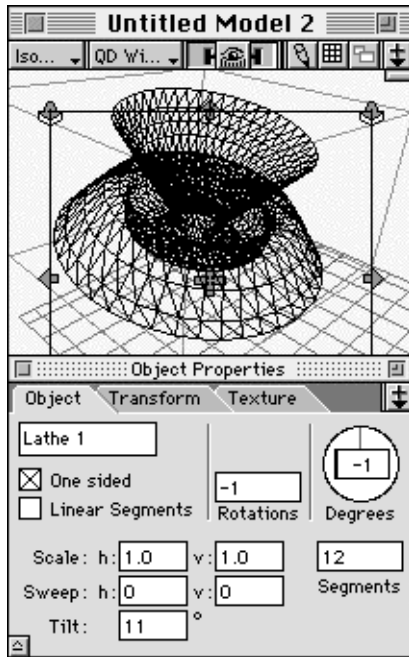 Untitled Model 2
Iso... QD Wi...
Object Properties
Object Transform Texture
Lathe 1
One sided
Linear Segments
-1
Rotations
-1
Degrees
Scale: h: 1.0 v: 1.0
12
Segments
Sweep: h: 0 v: 0
Tilt: 11 °